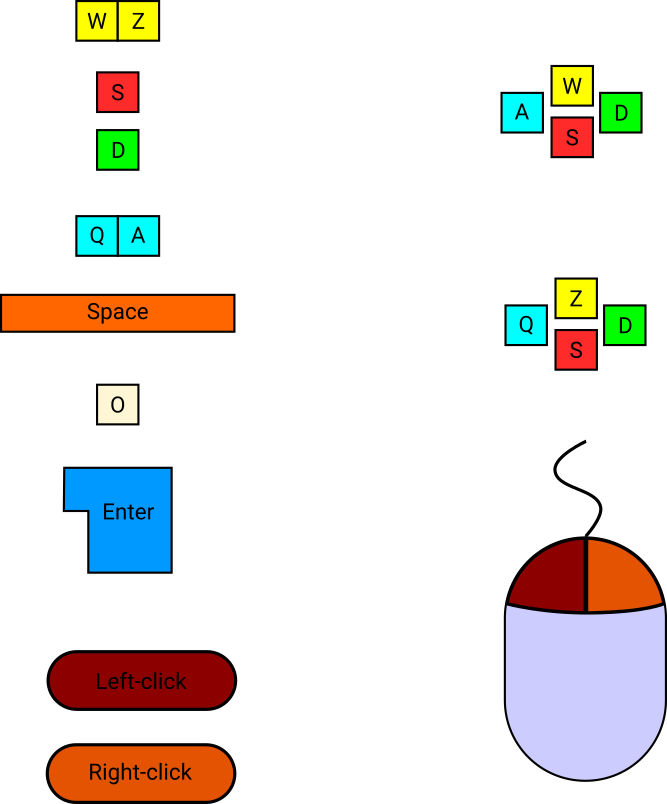 W Z
S
D
Q A
Space
O
Enter
Left-click
Right-click
W
A D
S
Z
Q D
S